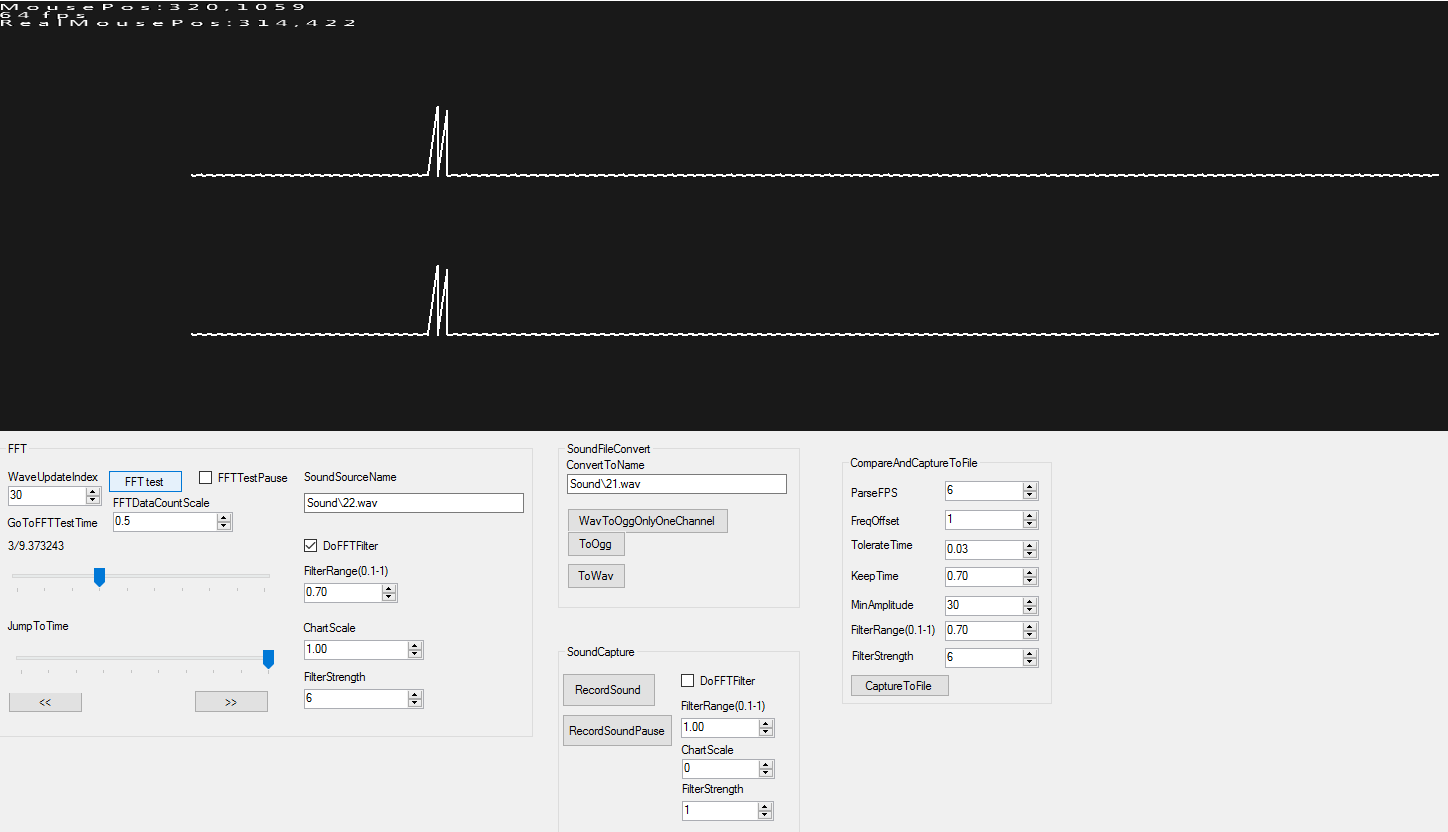 MousePos:320,1059
64 fps
RealMousePos:314,422
FFT
WaveUpdateIndex
30
FFT test
FFTTestPause
FFTDataCountScale
0.5
GoToFFTTestTime
3/9.373243
JumpToTime
<<
>>
SoundSourceName
Sound\22.wav
DoFFTFilter
FilterRange(0.1-1)
0.70
ChartScale
1.00
FilterStrength
6
SoundFileConvert
ConvertToName
Sound\21.wav
WavToOggOnlyOneChannel
ToOgg
ToWav
SoundCapture
RecordSound
RecordSoundPause
DoFFTFilter
FilterRange(0.1-1)
1.00
ChartScale
0
FilterStrength
1
CompareAndCaptureToFile
ParseFPS
6
FreqOffset
1
TolerateTime
0.03
KeepTime
0.70
MinAmplitude
30
FilterRange(0.1-1)
0.70
FilterStrength
6
CaptureToFile